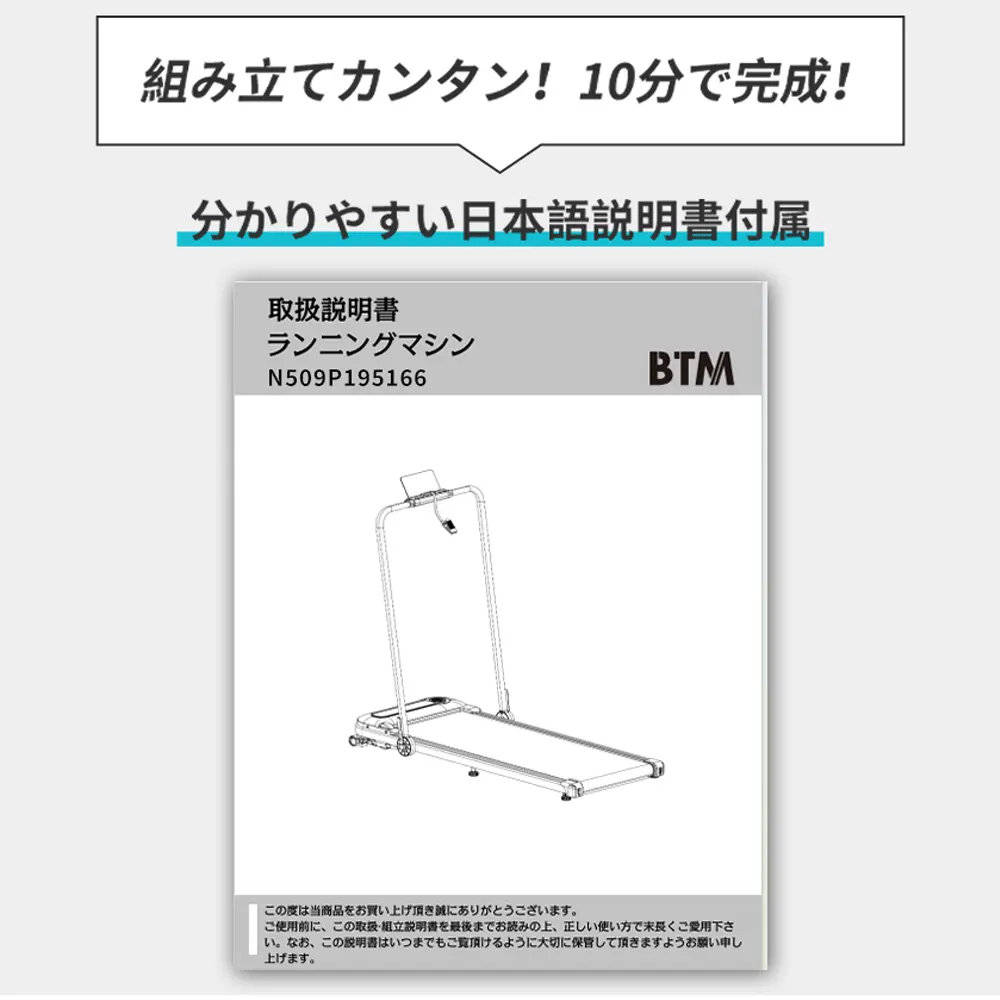 組み立てカンタン！10分で完成！
分かりやすい日本語説明書付属
取扱説明書
ランニングマシン
N509P195166
BTM
この度は当商品をお買い上げ頂き誠にありがとうございます。
ご使用前に、この取扱·組立説明書を最後までお読みの上、正しい使い方で末長くご愛用下さ
い。なお、この説明書はいつまでもご覧頂けるように大切に保管して頂きますようお願い申し
上げます。